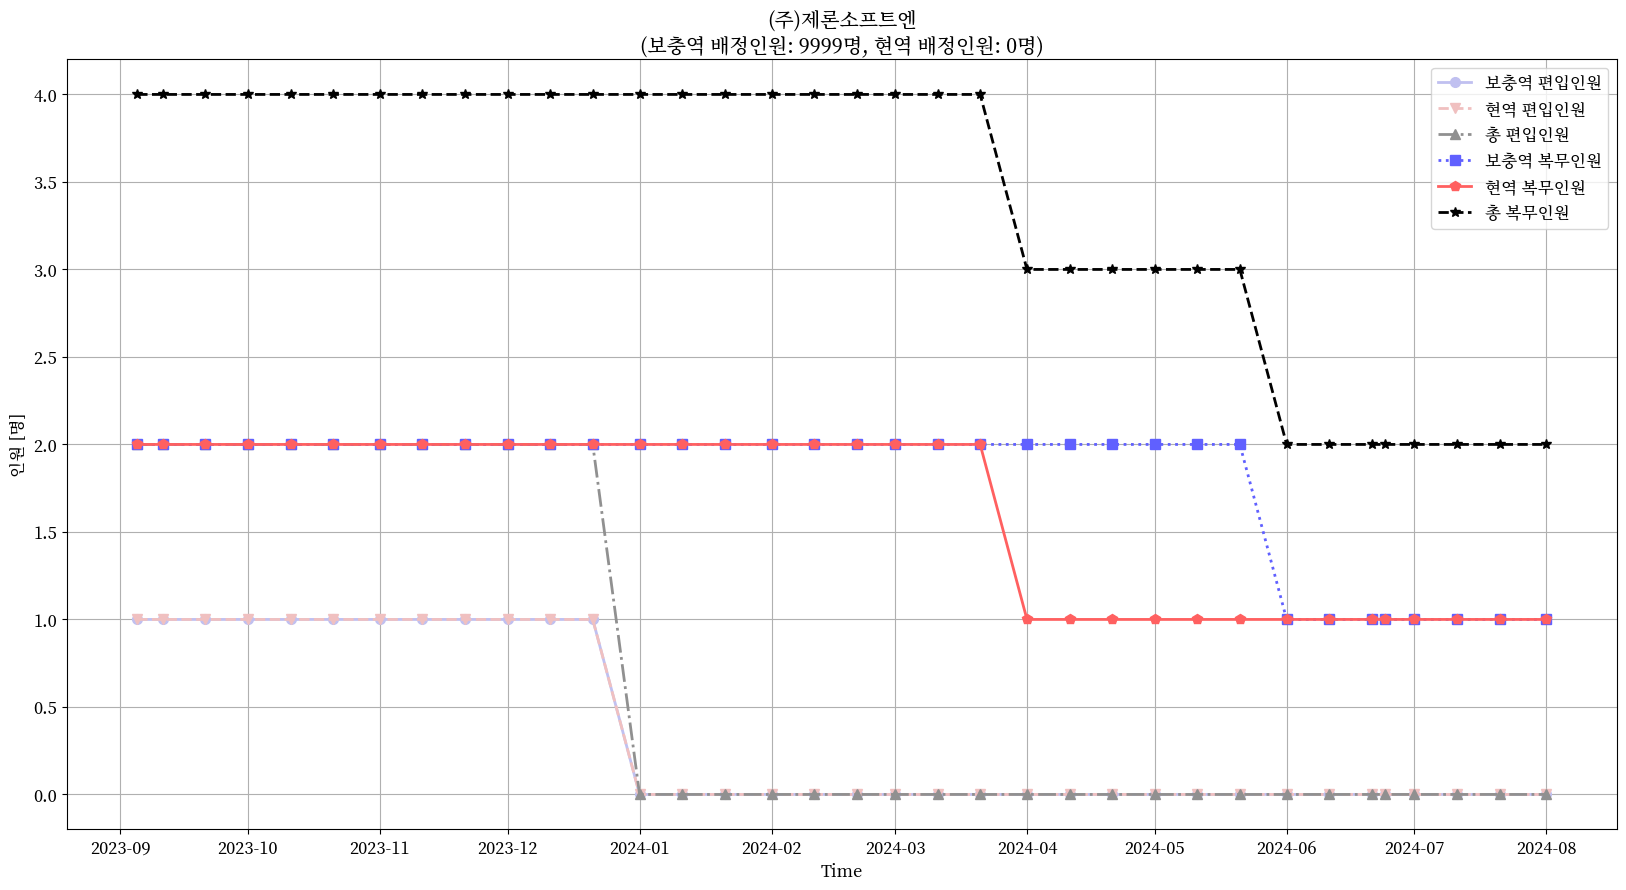 (주)제론소프트엔
(보충역 배정인원: 9999명, 현역 배정인원: 0명)
보충역 편입인원
현역 편입인원
총 편입인원
보충역 복무인원
현역 복무인원
총 복무인원
4.0
3.5
3.0
2.5
2.0
1.5
1.0
0.5
0.0
인원 [명]
2023-09 2023-10 2023-11 2023-12 2024-01 2024-02 2024-03 2024-04 2024-05 2024-06 2024-07 2024-08
Time